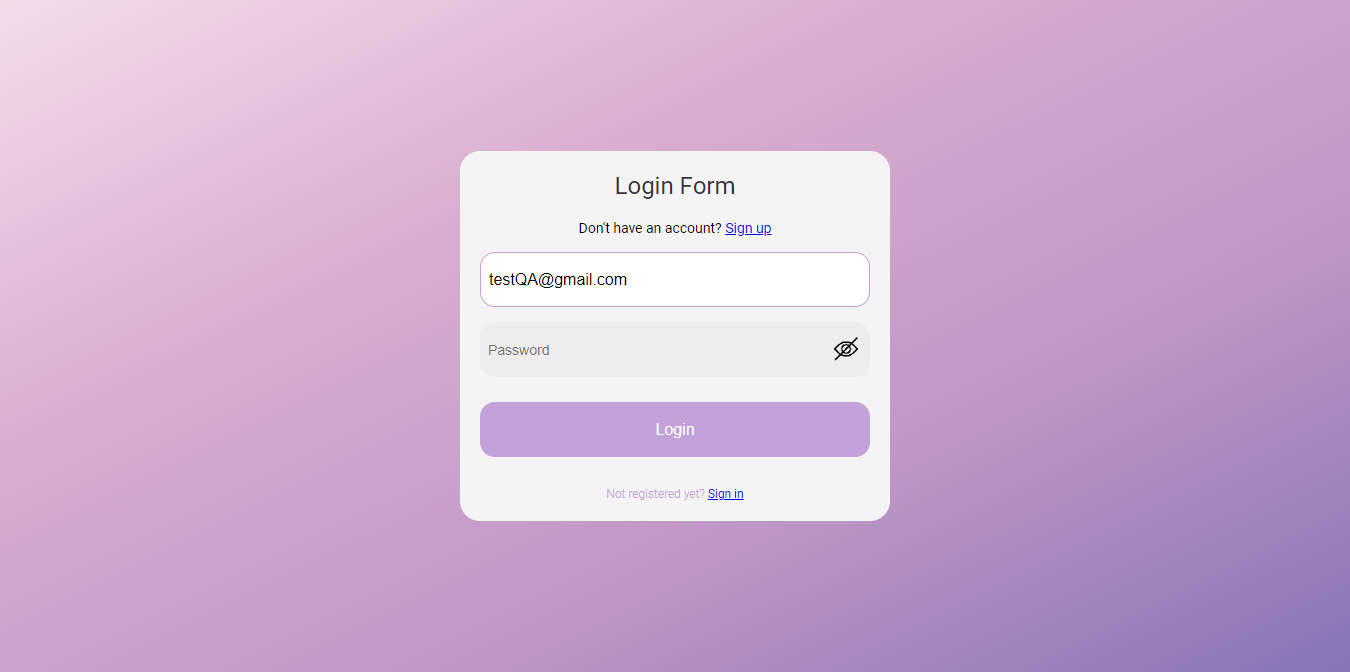 Login Form
Don't have an account? Sign up
testQA@gmail.com
Password
Login
Not registered yet? Sign in